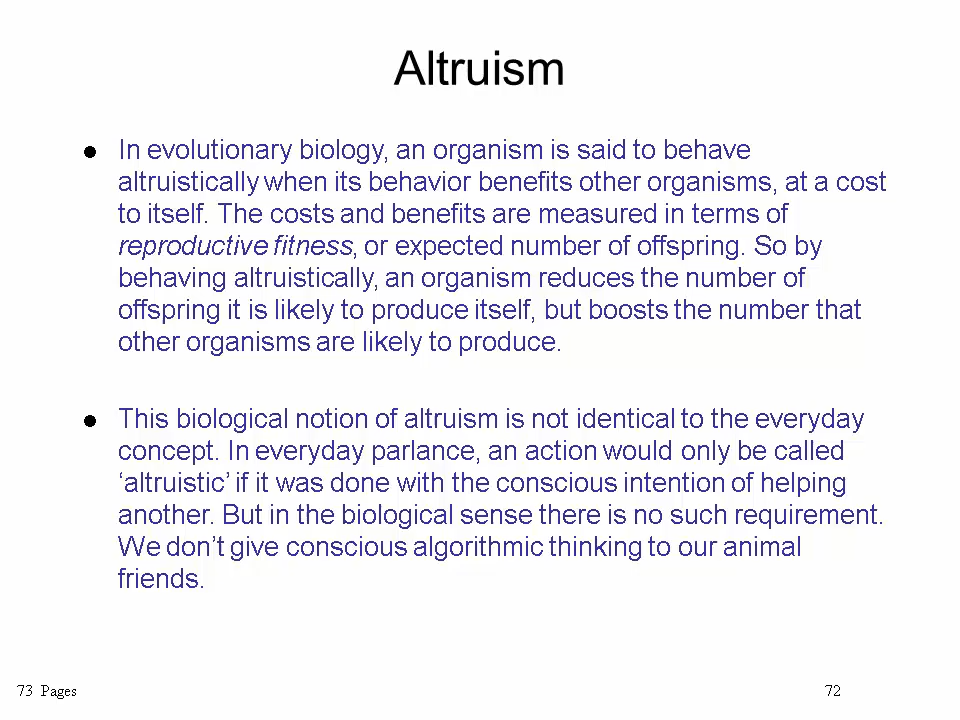 Altruism
● In evolutionary biology, an organism is said to behave
altruistically when its behavior benefits other organisms, at a cost
to itself. The costs and benefits are measured in terms of
reproductive fitness, or expected number of offspring. So by
behaving altruistically, an organism reduces the number of
offspring it is likely to produce itself, but boosts the number that
other organisms are likely to produce.
● This biological notion of altruism is not identical to the everyday
concept. In everyday parlance, an action would only be called
‘altruistic’ if it was done with the conscious intention of helping
another. But in the biological sense there is no such requirement.
We don’t give conscious algorithmic thinking to our animal
friends.
73 Pages
72